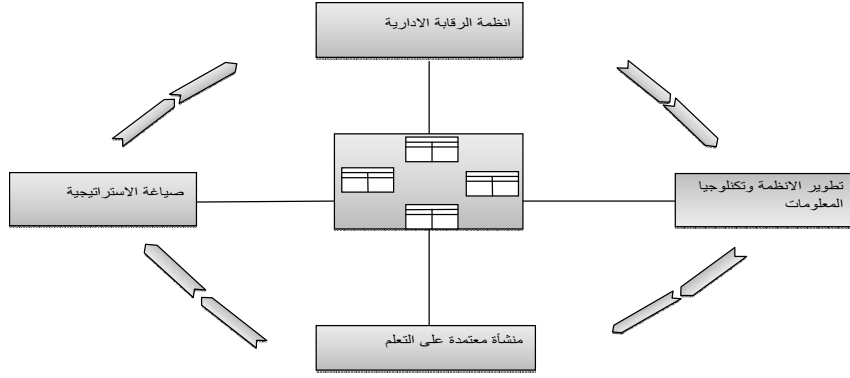 انظمة الرقابة الادارية
صياغة الاستراتيجية
تطوير الانظمة وتكنلوجيا
المعلومات
منشأة معتمدة على التعلم